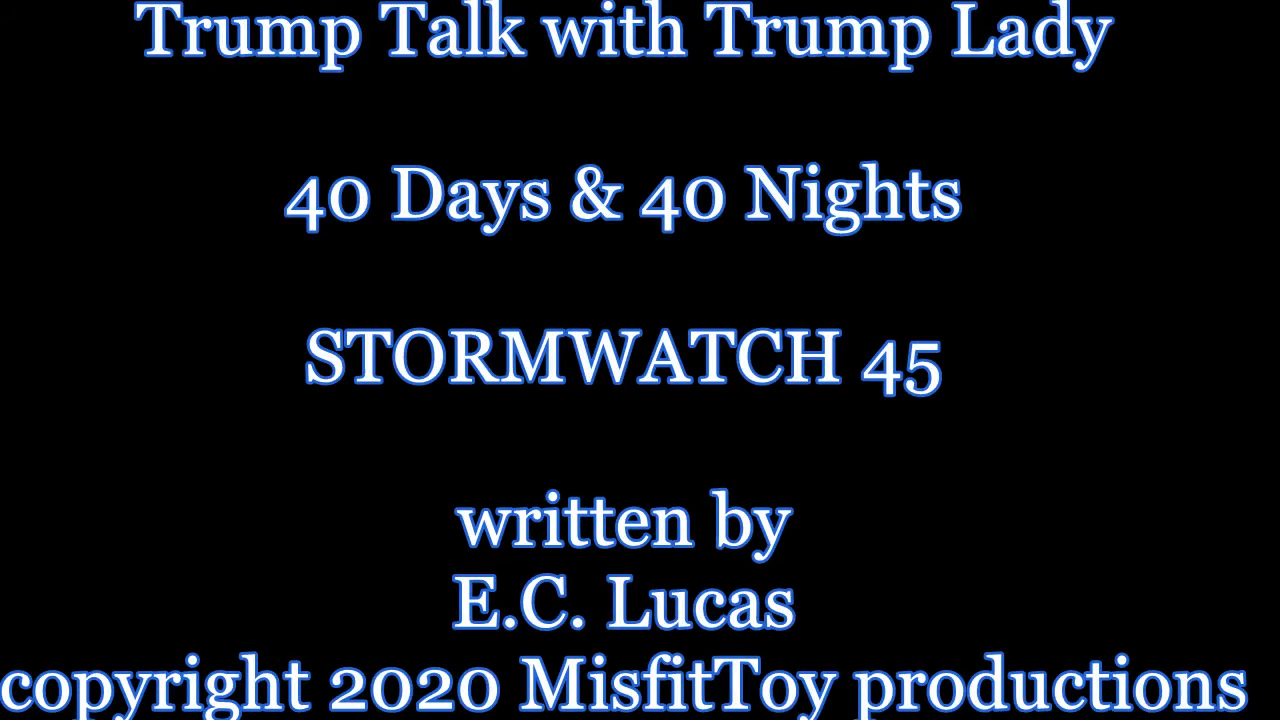 Trump Talk with Trump Lady
40 Days & 40 Nights
STORMWATCH 45
written by
E.C. Lucas
copyright 2020 MisfitToy productions